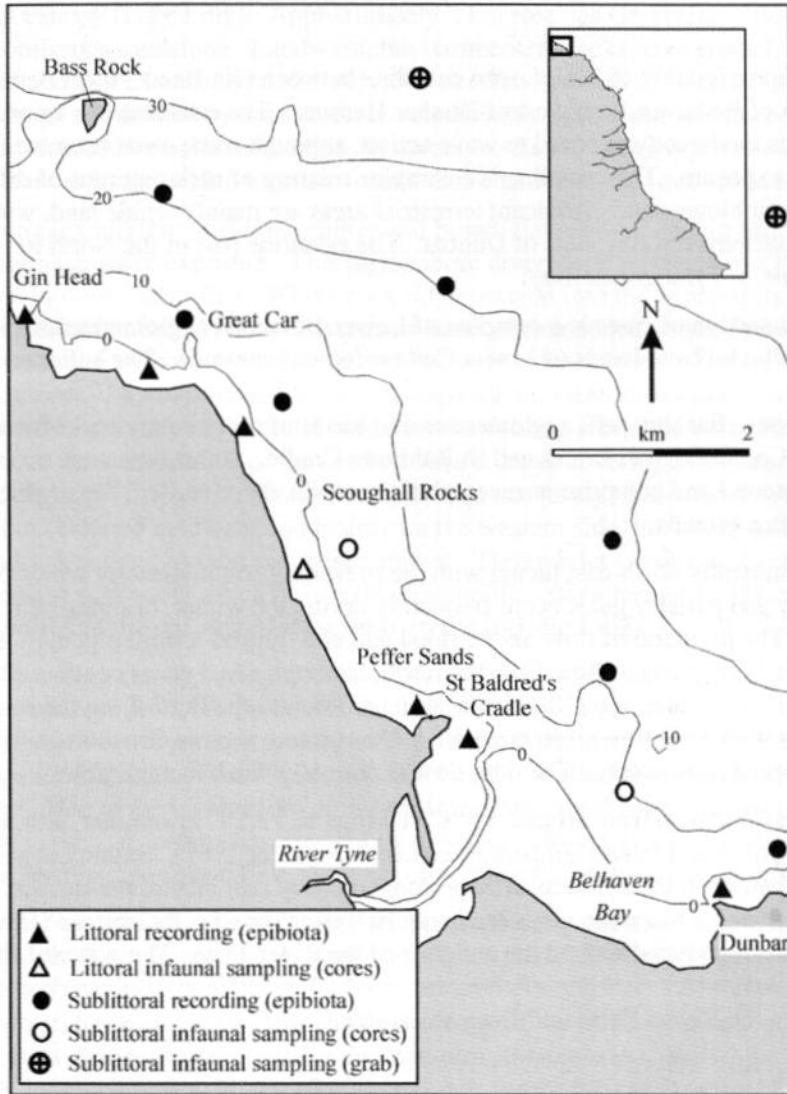 Bass Rock
30
20
Gin Head
10
Great Car
0
N
0 km 2
0
Scoughall Rocks
Peffer Sands
St Baldred's
Cradle
0
10
River Tyne
Belhaven
Bay
0
Dunbar
Littoral recording (epibiota)
Littoral infaunal sampling (cores)
Sublittoral recording (epibiota)
Sublittoral infaunal sampling (cores)
Sublittoral infaunal sampling (grab)